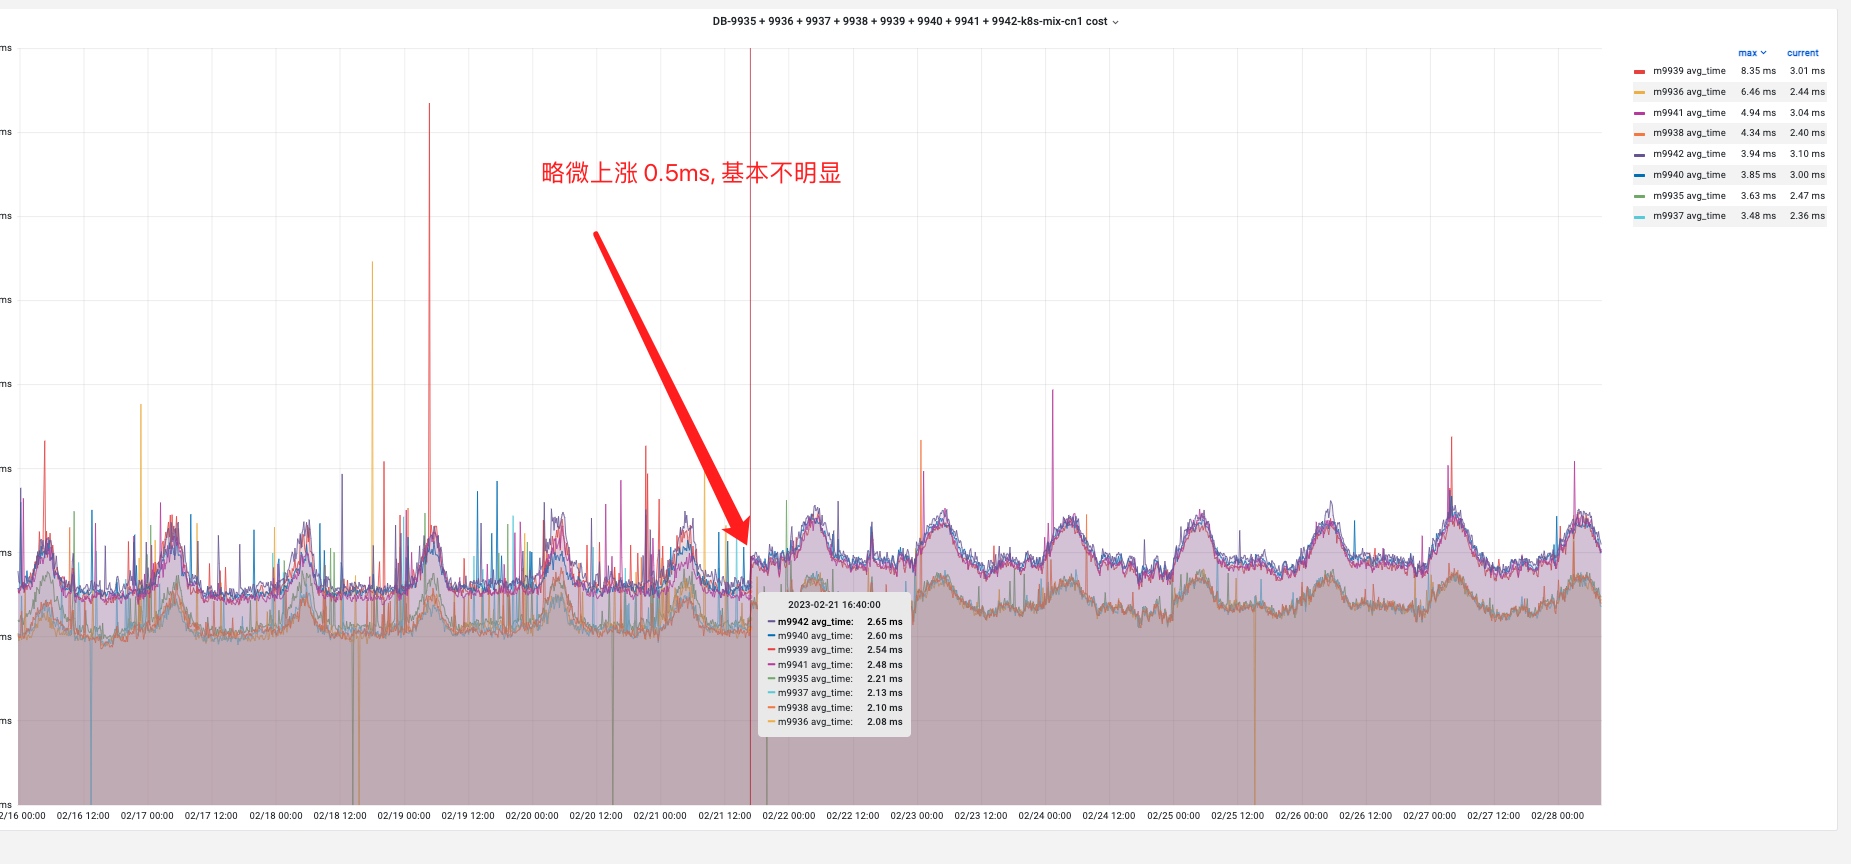 DB-9935 + 9936 + 9937 + 9938 + 9939 + 9940 + 9941 + 9942-k8s-mix-cn1 cost
max current
m9939 avg_time 8.35 ms 3.01 ms
m9936 avg_time 6.46 ms 2.44 ms
m9941 avg_time 4.94 ms 3.04 ms
m9938 avg_time 4.34 ms 2.40 ms
m9942 avg_time 3.94 ms 3.10 ms
m9940 avg_time 3.85 ms 3.00 ms
m9935 avg_time 3.63 ms 2.47 ms
m9937 avg_time 3.48 ms 2.36 ms
ms
ms
ms
ms
ms
ms
ms
ms
ms
ms
略微上涨 0.5ms, 基本不明显
2023-02-21 16:40:00
m9942 avg_time: 2.65 ms
m9940 avg_time: 2.60 ms
m9939 avg_time: 2.54 ms
m9941 avg_time: 2.48 ms
m9935 avg_time: 2.21 ms
m9937 avg_time: 2.13 ms
m9938 avg_time: 2.10 ms
m9936 avg_time: 2.08 ms
2/16 00:00 02/16 12:00 02/17 00:00 02/17 12:00 02/18 00:00 02/18 12:00 02/19 00:00 02/19 12:00 02/20 00:00 02/20 12:00 02/21 00:00 02/21 12:00 02/22 00:00 02/22 12:00 02/23 00:00 02/23 12:00 02/24 00:00 02/24 12:00 02/25 00:00 02/25 12:00 02/26 00:00 02/26 12:00 02/27 00:00 02/27 12:00 02/28 00:00